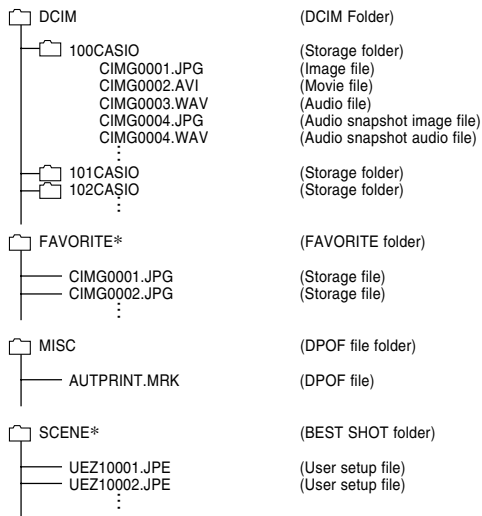 DCIM (DCIM Folder)
100CASIO (Storage folder)
CIMG0001.JPG (Image file)
CIMG0002.AVI (Movie file)
CIMG0003.WAV (Audio file)
CIMG0004.JPG (Audio snapshot image file)
CIMG0004.WAV (Audio snapshot audio file)
101CASIO (Storage folder)
102CASIO (Storage folder)
FAVORITE* (FAVORITE folder)
CIMG0001.JPG (Storage file)
CIMG0002.JPG (Storage file)
MISC (DPOF file folder)
AUTPRINT.MRK (DPOF file)
SCENE* (BEST SHOT folder)
UEZ10001.JPE (User setup file)
UEZ10002.JPE (User setup file)